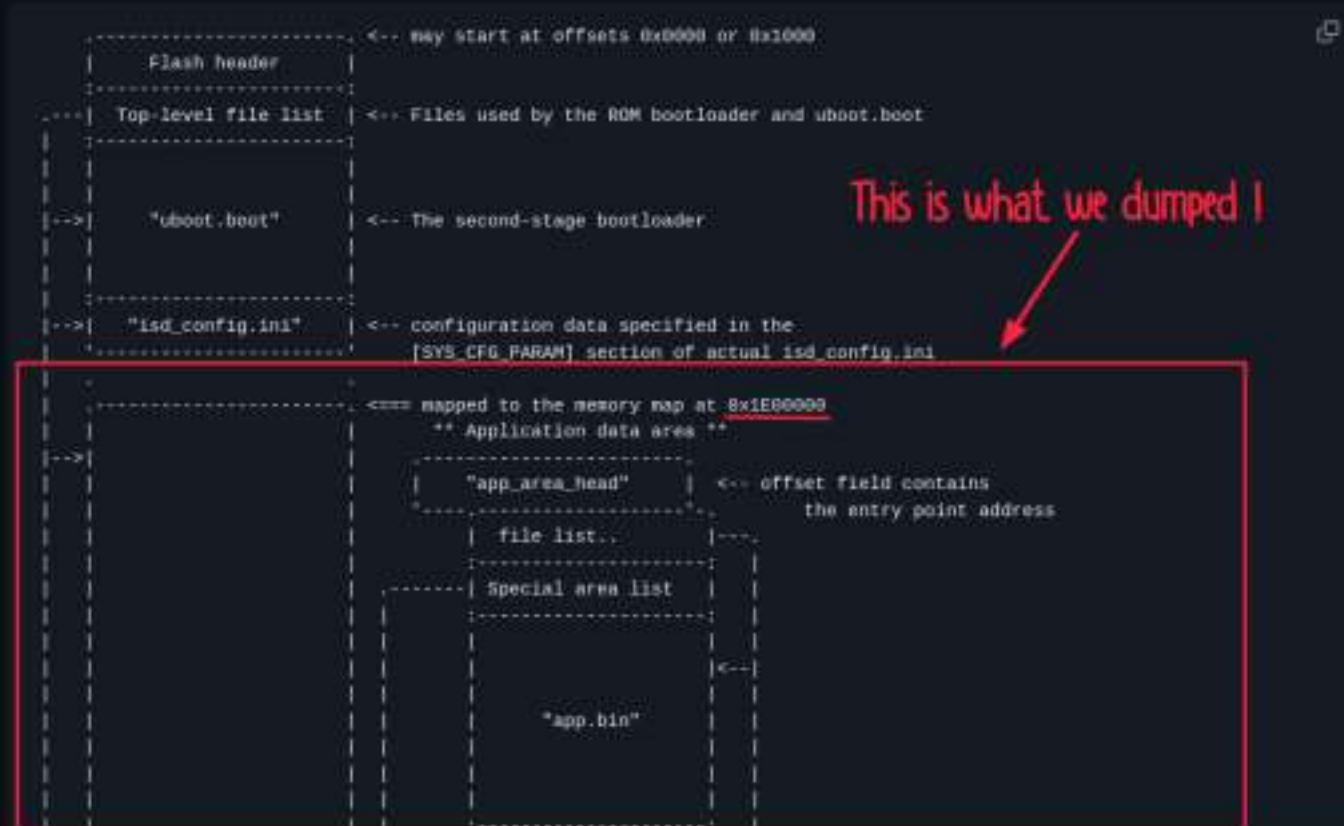 <-- may start at offsets 0x0000 or 0x1000
Flash header
Top-level file list <-- Files used by the ROM bootloader and uboot.boot
This is what we dumped !
"uboot.boot" <-- The second-stage bootloader
"isd_config.ini" <-- configuration data specified in the
[SYS_CFG_PARAM] section of actual isd_config.ini
<=== mapped to the memory map at 0x1E00000
** Application data area **
"app_area_head" <-- offset field contains
the entry point address
file list..
Special area list
"app.bin"